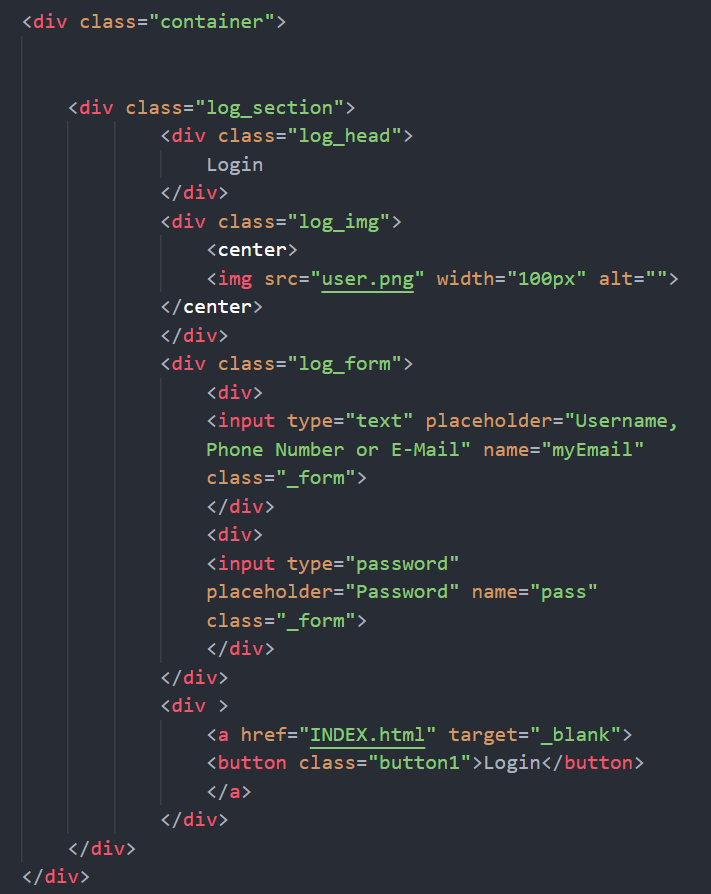 <div class="container">
<div class="log_section">
<div class="log_head">
Login
</div>
<div class="log_img">
<center>
<img src="user.png" width="100px" alt="">
</center>
</div>
<div class="log_form">
<div>
<input type="text" placeholder="Username,
Phone Number or E-Mail" name="myEmail"
class="_form">
</div>
<div>
<input type="password"
placeholder="Password" name="pass"
class="_form">
</div>
</div>
<div >
<a href="INDEX.html" target="_blank">
<button class="button1">Login</button>
</a>
</div>
</div>
</div>